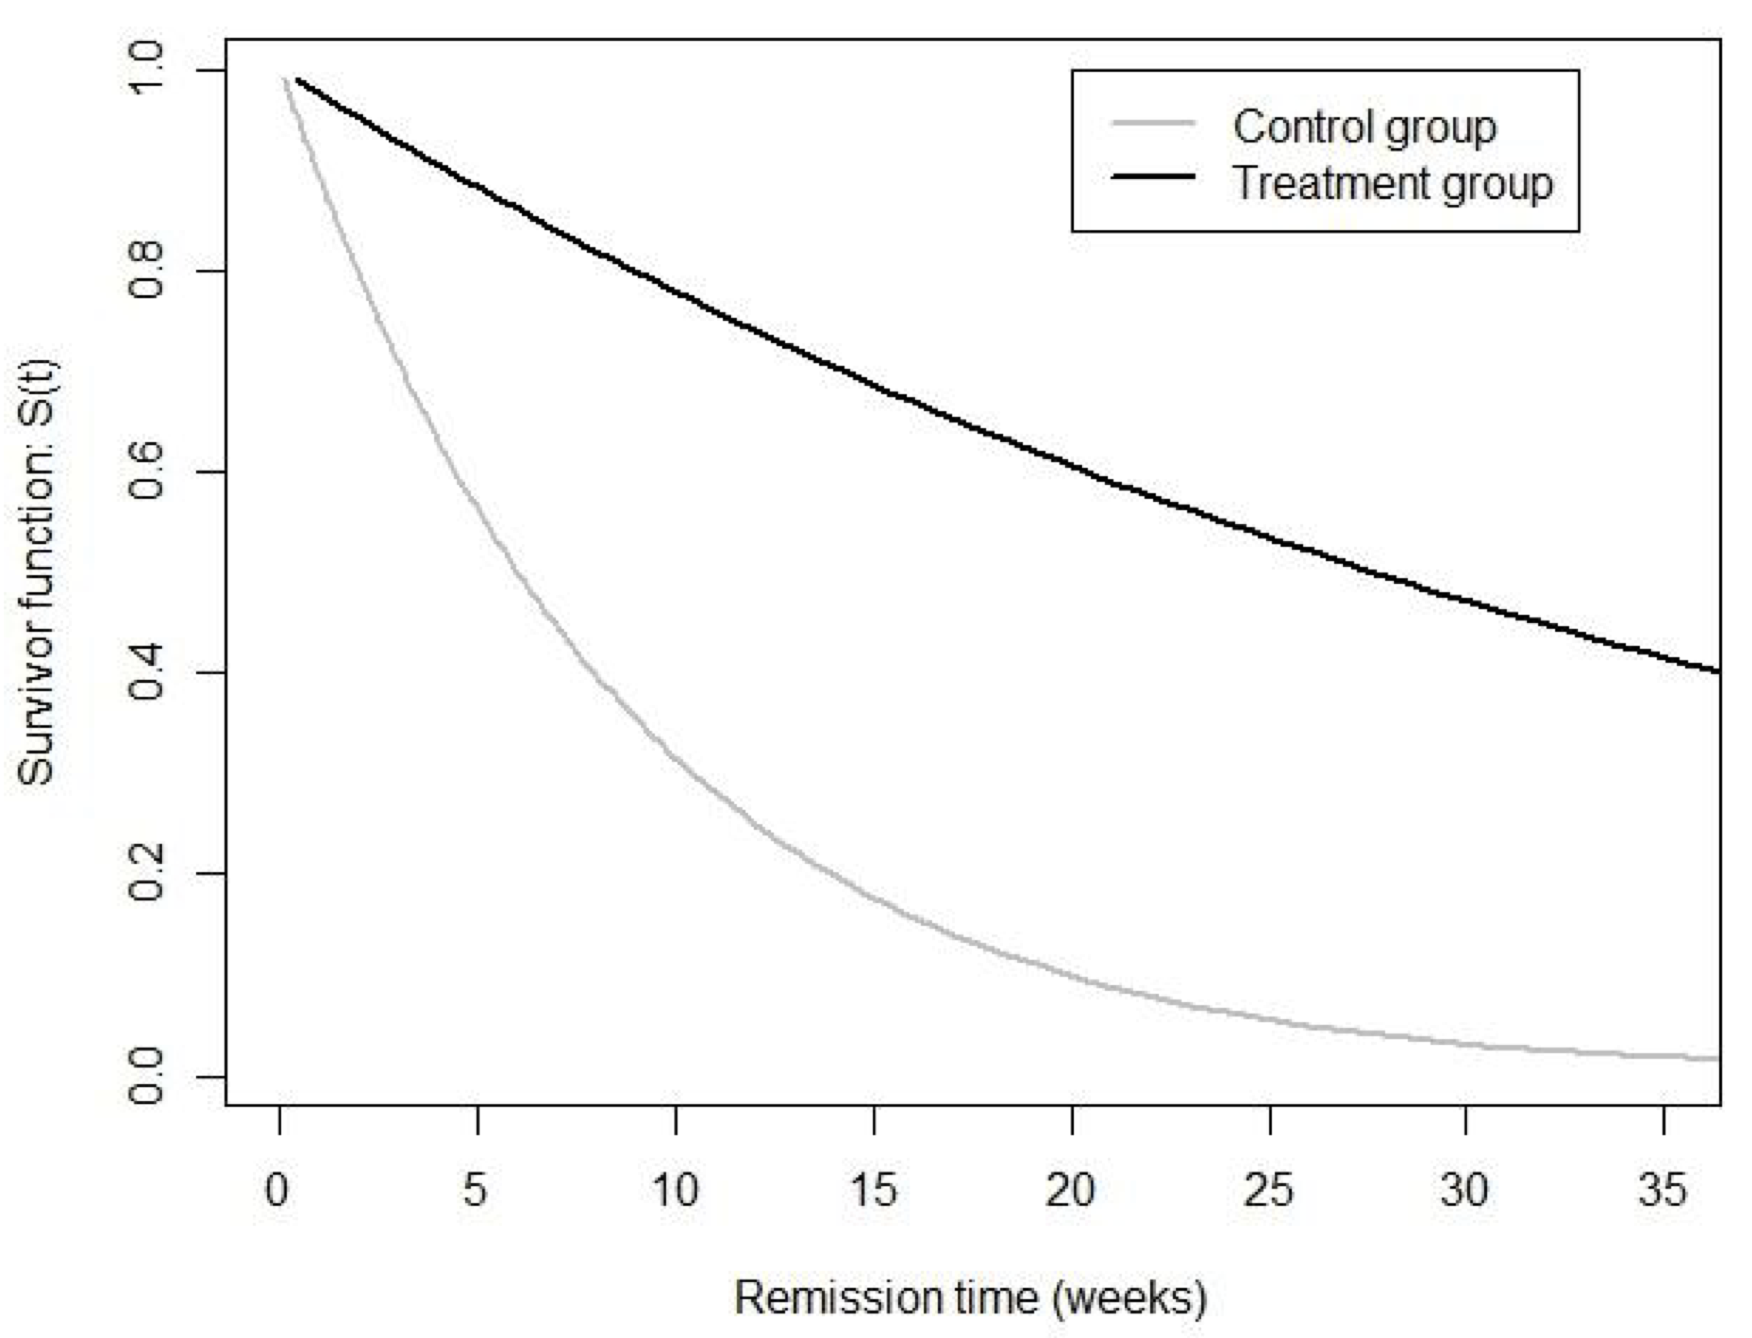 Survivor function: S(t)
1.0
0.8
0.6
0.4
0.2
0.0
Control group
Treatment group
0 5 10 15 20 25 30 35
Remission time (weeks)